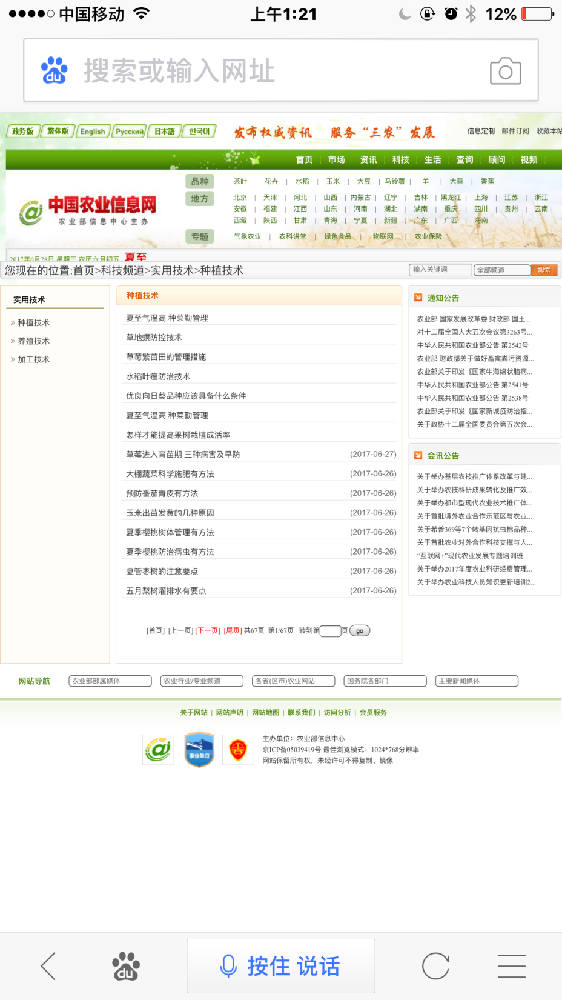 中国移动 上午1:21 12%
搜索或输入网址
政务版 繁体版 English Русский 日本語 한국어 发布权威资讯 服务“三农”发展 信息定制 邮件订阅 收藏本站
首页 市场 资讯 科技 生活 查询 顾问 视频
品种 茶叶 | 花卉 | 水稻 | 玉米 | 大豆 | 马铃薯 | 羊 | 大蒜 | 香蕉
地方 北京 | 天津 | 河北 | 山西 | 内蒙古 | 辽宁 | 吉林 | 黑龙江 | 上海 | 江苏 | 浙江
安徽 | 福建 | 江西 | 山东 | 河南 | 湖北 | 湖南 | 重庆 | 四川 | 贵州 | 云南
西藏 | 陕西 | 甘肃 | 青海 | 宁夏 | 新疆 | 广东 | 广西 | 海南
中国农业信息网
农业部信息中心主办
专题 气象农业 | 农科讲堂 | 绿色食品 | 物联网 | 农业保险
2017年6月28日 星期三 农历六月初五 夏至
您现在的位置:首页>科技频道>实用技术>种植技术 输入关键词 全部频道 搜索
实用技术
» 种植技术
» 养殖技术
» 加工技术
种植技术
夏至气温高 种菜勤管理
草地螟防控技术
草莓繁苗田的管理措施
水稻叶瘟防治技术
优良向日葵品种应该具备什么条件
夏至气温高 种菜勤管理
怎样才能提高果树栽植成活率
草莓进入育苗期 三种病害及早防 (2017-06-27)
大棚蔬菜科学施肥有方法 (2017-06-26)
预防番茄青皮有方法 (2017-06-26)
玉米出苗发黄的几种原因 (2017-06-26)
夏季樱桃树体管理有方法 (2017-06-26)
夏季樱桃防治病虫有方法 (2017-06-26)
夏管枣树的注意要点 (2017-06-26)
五月梨树灌排水有要点 (2017-06-26)
[首页] [上一页] [下一页] [尾页] 共67页 第1/67页 转到第 页 go
通知公告
农业部 国家发展改革委 财政部 国土...
对十二届全国人大五次会议第3263号...
中华人民共和国农业部公告 第2542号
农业部 财政部关于做好畜禽粪污资源...
农业部关于印发《国家牛海绵状脑病...
中华人民共和国农业部公告 第2541号
中华人民共和国农业部公告 第2538号
农业部关于印发《国家新城疫防治指...
关于政协十二届全国委员会第五次会...
会讯公告
关于举办基层农技推广体系改革与建...
关于举办农技科研成果转化及推广效...
关于举办都市型现代农业技术推广体...
关于首批境外农业合作示范区与农业...
关于希普369等7个转基因抗虫棉品种...
关于首批农业对外合作科技支撑与人...
“互联网+”现代农业发展专题培训班...
关于举办2017年度农业科研经费管理...
关于举办农业科技人员知识更新培训2...
网站导航 农业部部属媒体 农业行业/专业频道 各省(区市)农业网站 国务院各部门 主要新闻媒体
关于网站 | 网站声明 | 网站地图 | 联系我们 | 访问分析 | 会员服务
事业单位
主办单位：农业部信息中心
京ICP备05039419号 最佳浏览模式：1024*768分辨率
网站保留所有权，未经许可不得复制、镜像
du 按住 说话